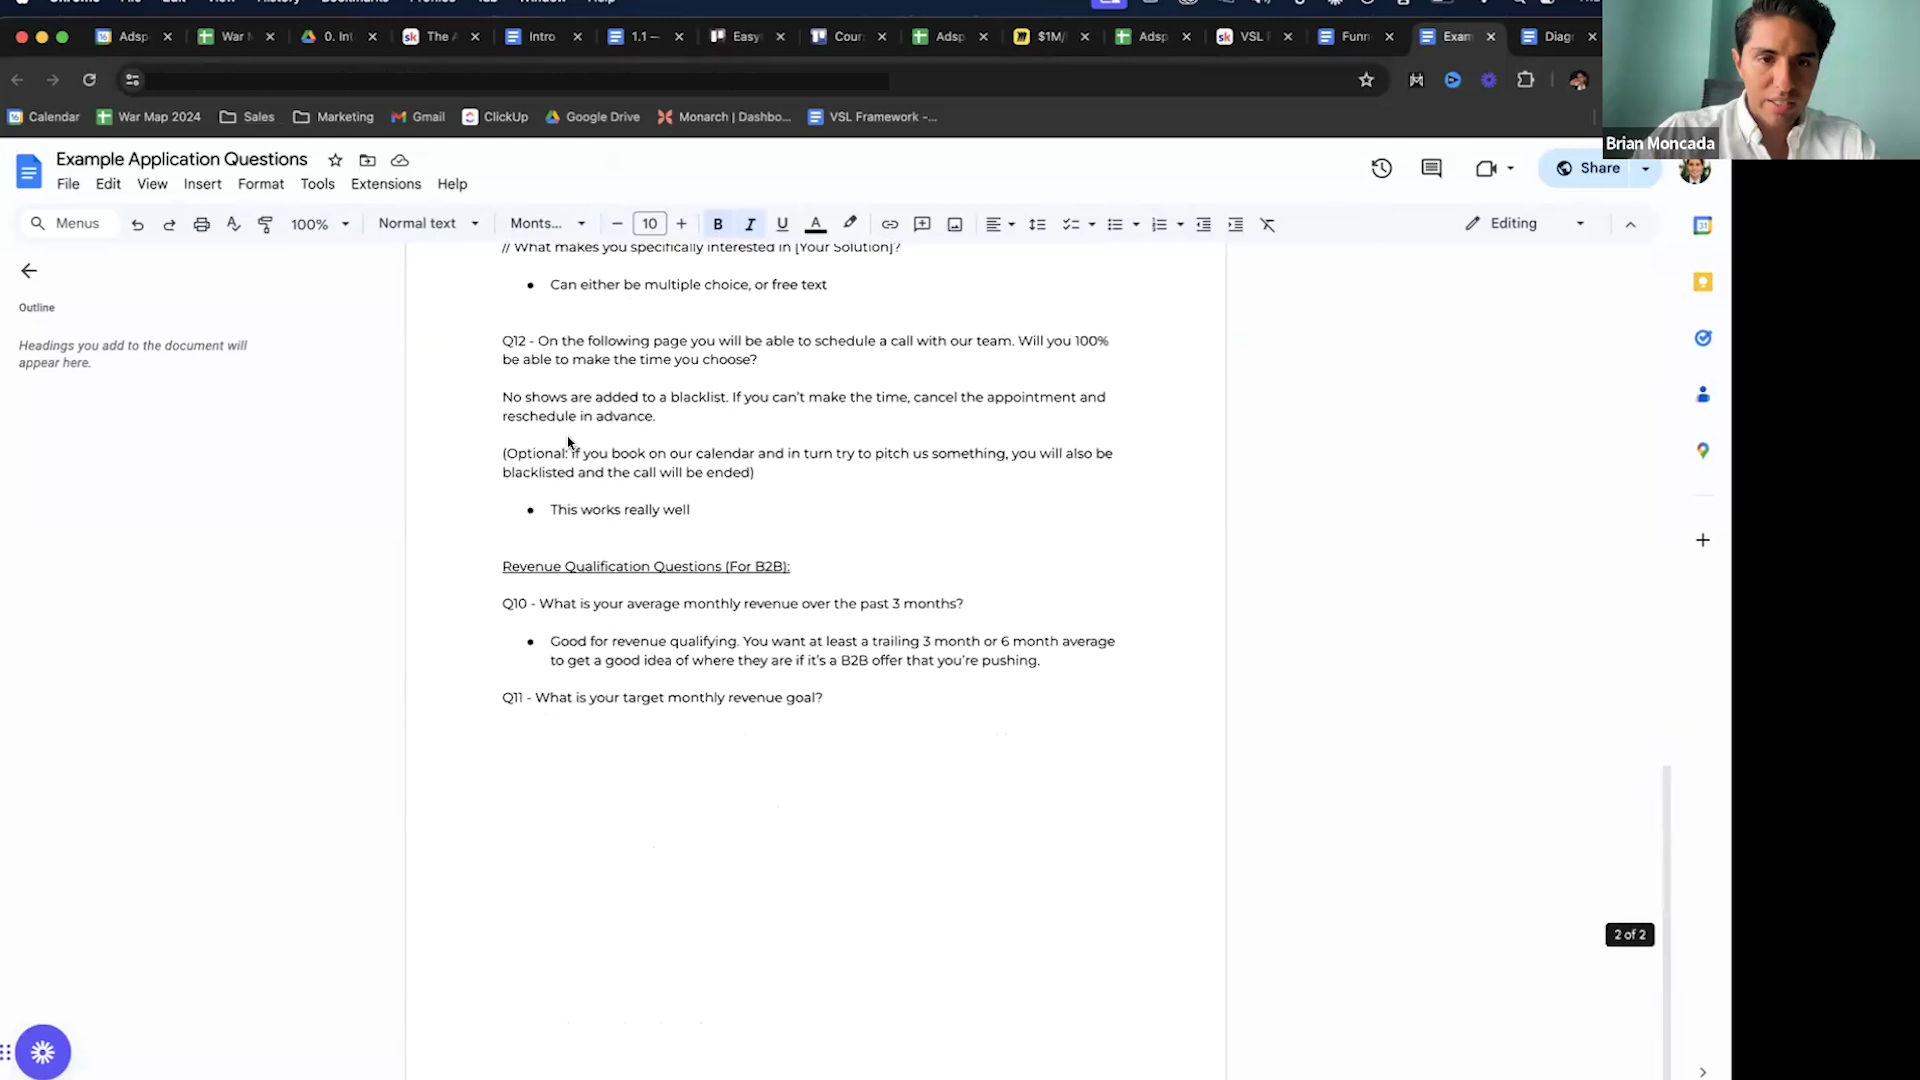 Adsp
War
0. Int
The
Intro
1.1 –
Easy
Cour
Adsp
$1M/
Adsp
VSL
Funn
Exam
Diag
Calendar
War Map 2024
Sales
Marketing
Gmail
ClickUp
Google Drive
Monarch | Dashbo...
VSL Framework -...
Brian Moncada
Example Application Questions
File Edit View Insert Format Tools Extensions Help
Share
Menus
100%
Normal text
Monts...
10
Editing
Outline
Headings you add to the document will
appear here.
// What makes you specifically interested in [Your Solution]?
● Can either be multiple choice, or free text
Q12 - On the following page you will be able to schedule a call with our team. Will you 100%
be able to make the time you choose?
No shows are added to a blacklist. If you can't make the time, cancel the appointment and
reschedule in advance.
(Optional: if you book on our calendar and in turn try to pitch us something, you will also be
blacklisted and the call will be ended)
● This works really well
Revenue Qualification Questions (For B2B):
Q10 - What is your average monthly revenue over the past 3 months?
● Good for revenue qualifying. You want at least a trailing 3 month or 6 month average
to get a good idea of where they are if it's a B2B offer that you're pushing.
Q11 - What is your target monthly revenue goal?
2 of 2